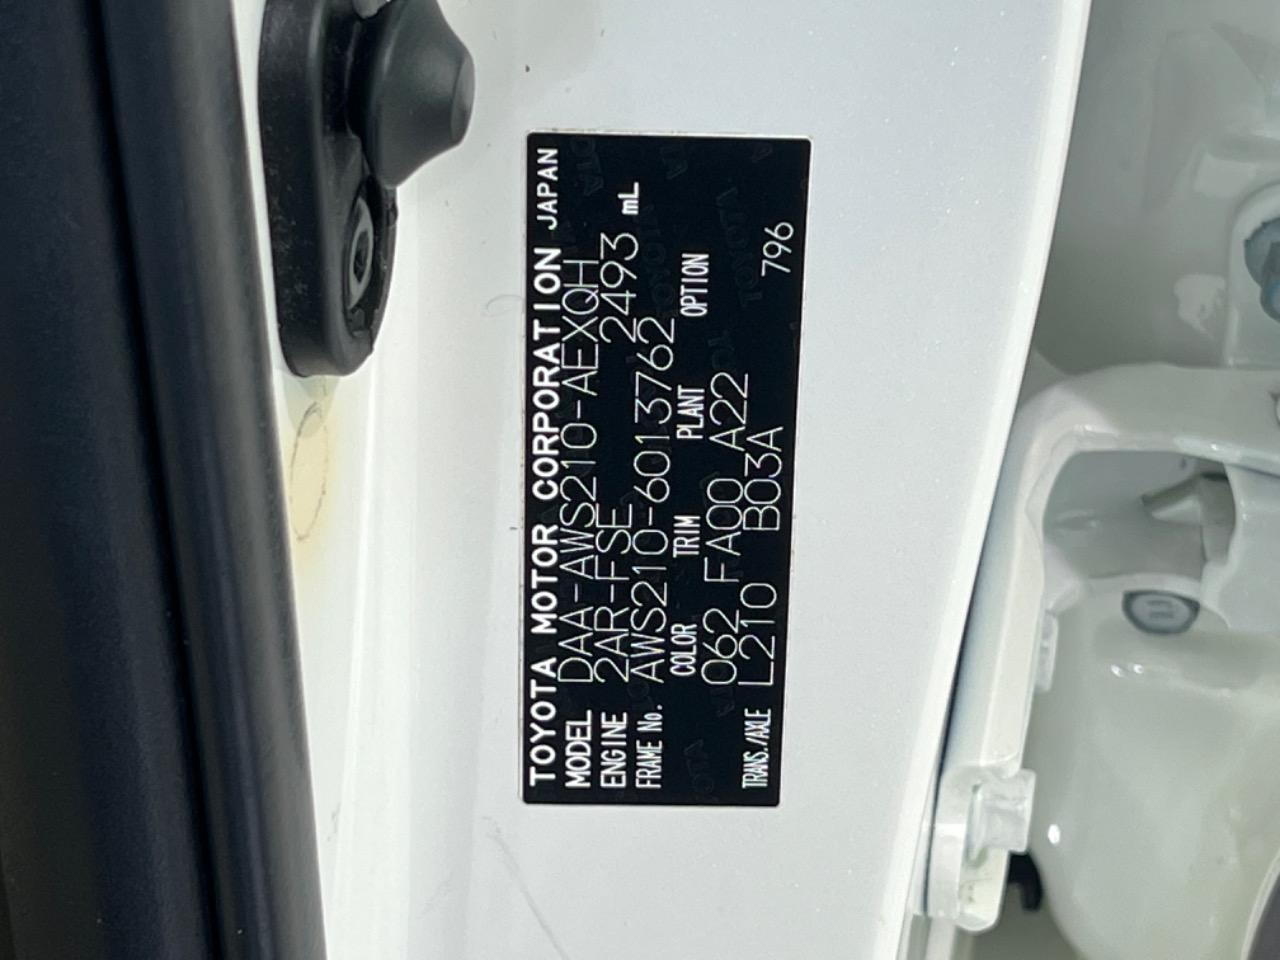 TOYOTA MOTOR CORPORATION JAPAN
MODEL DAA-AWS210-AEXQH
ENGINE 2AR-FSE 2493 mL
FRAME No. AWS210-6013762
COLOR TRIM PLANT OPTION
062 FA00 A22
TRANS./AXLE L210 B03A 796